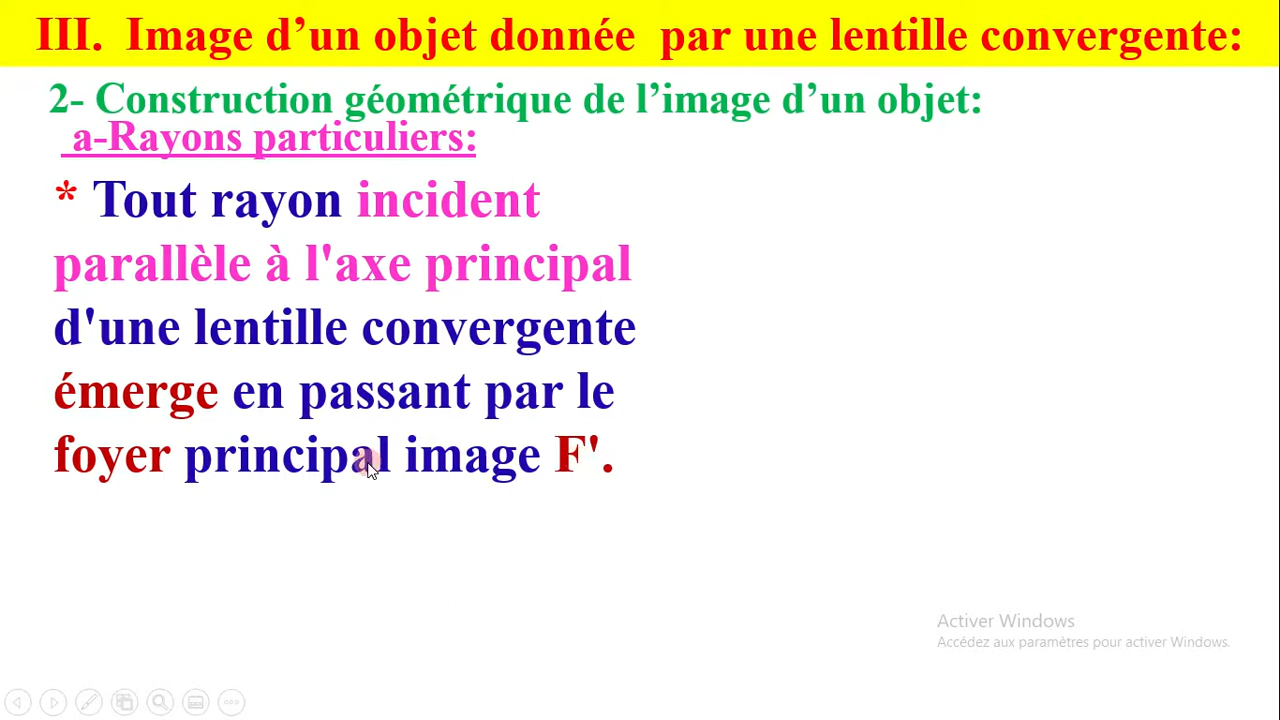 III. Image d’un objet donnée par une lentille convergente:
2- Construction géométrique de l’image d’un objet:
a-Rayons particuliers:
* Tout rayon incident
parallèle à l'axe principal
d'une lentille convergente
émerge en passant par le
foyer principal image F'.
Activer Windows
Accédez aux paramètres pour activer Windows.